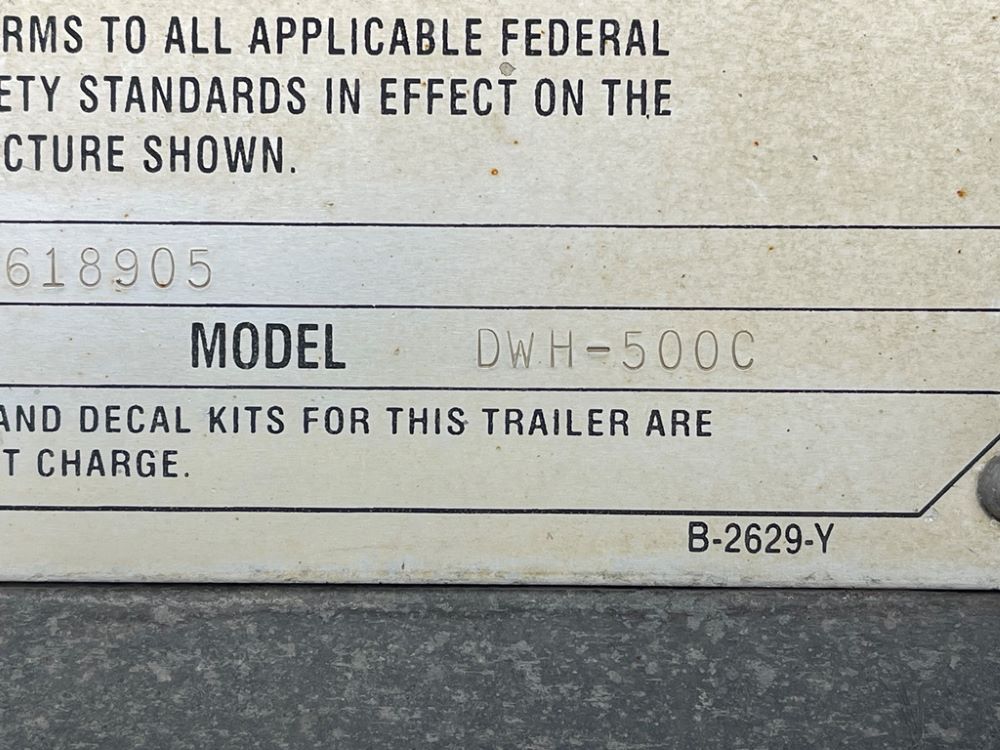 RMS TO ALL APPLICABLE FEDERAL
ETY STANDARDS IN EFFECT ON THE
CTURE SHOWN.
618905
MODEL DWH-500C
AND DECAL KITS FOR THIS TRAILER ARE
T CHARGE.
B-2629-Y